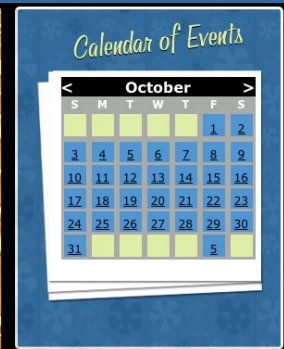 Calendar of Events
< October >
S M T W T F S
1 2
3 4 5 6 7 8 9
10 11 12 13 14 15 16
17 18 19 20 21 22 23
24 25 26 27 28 29 30
31 5